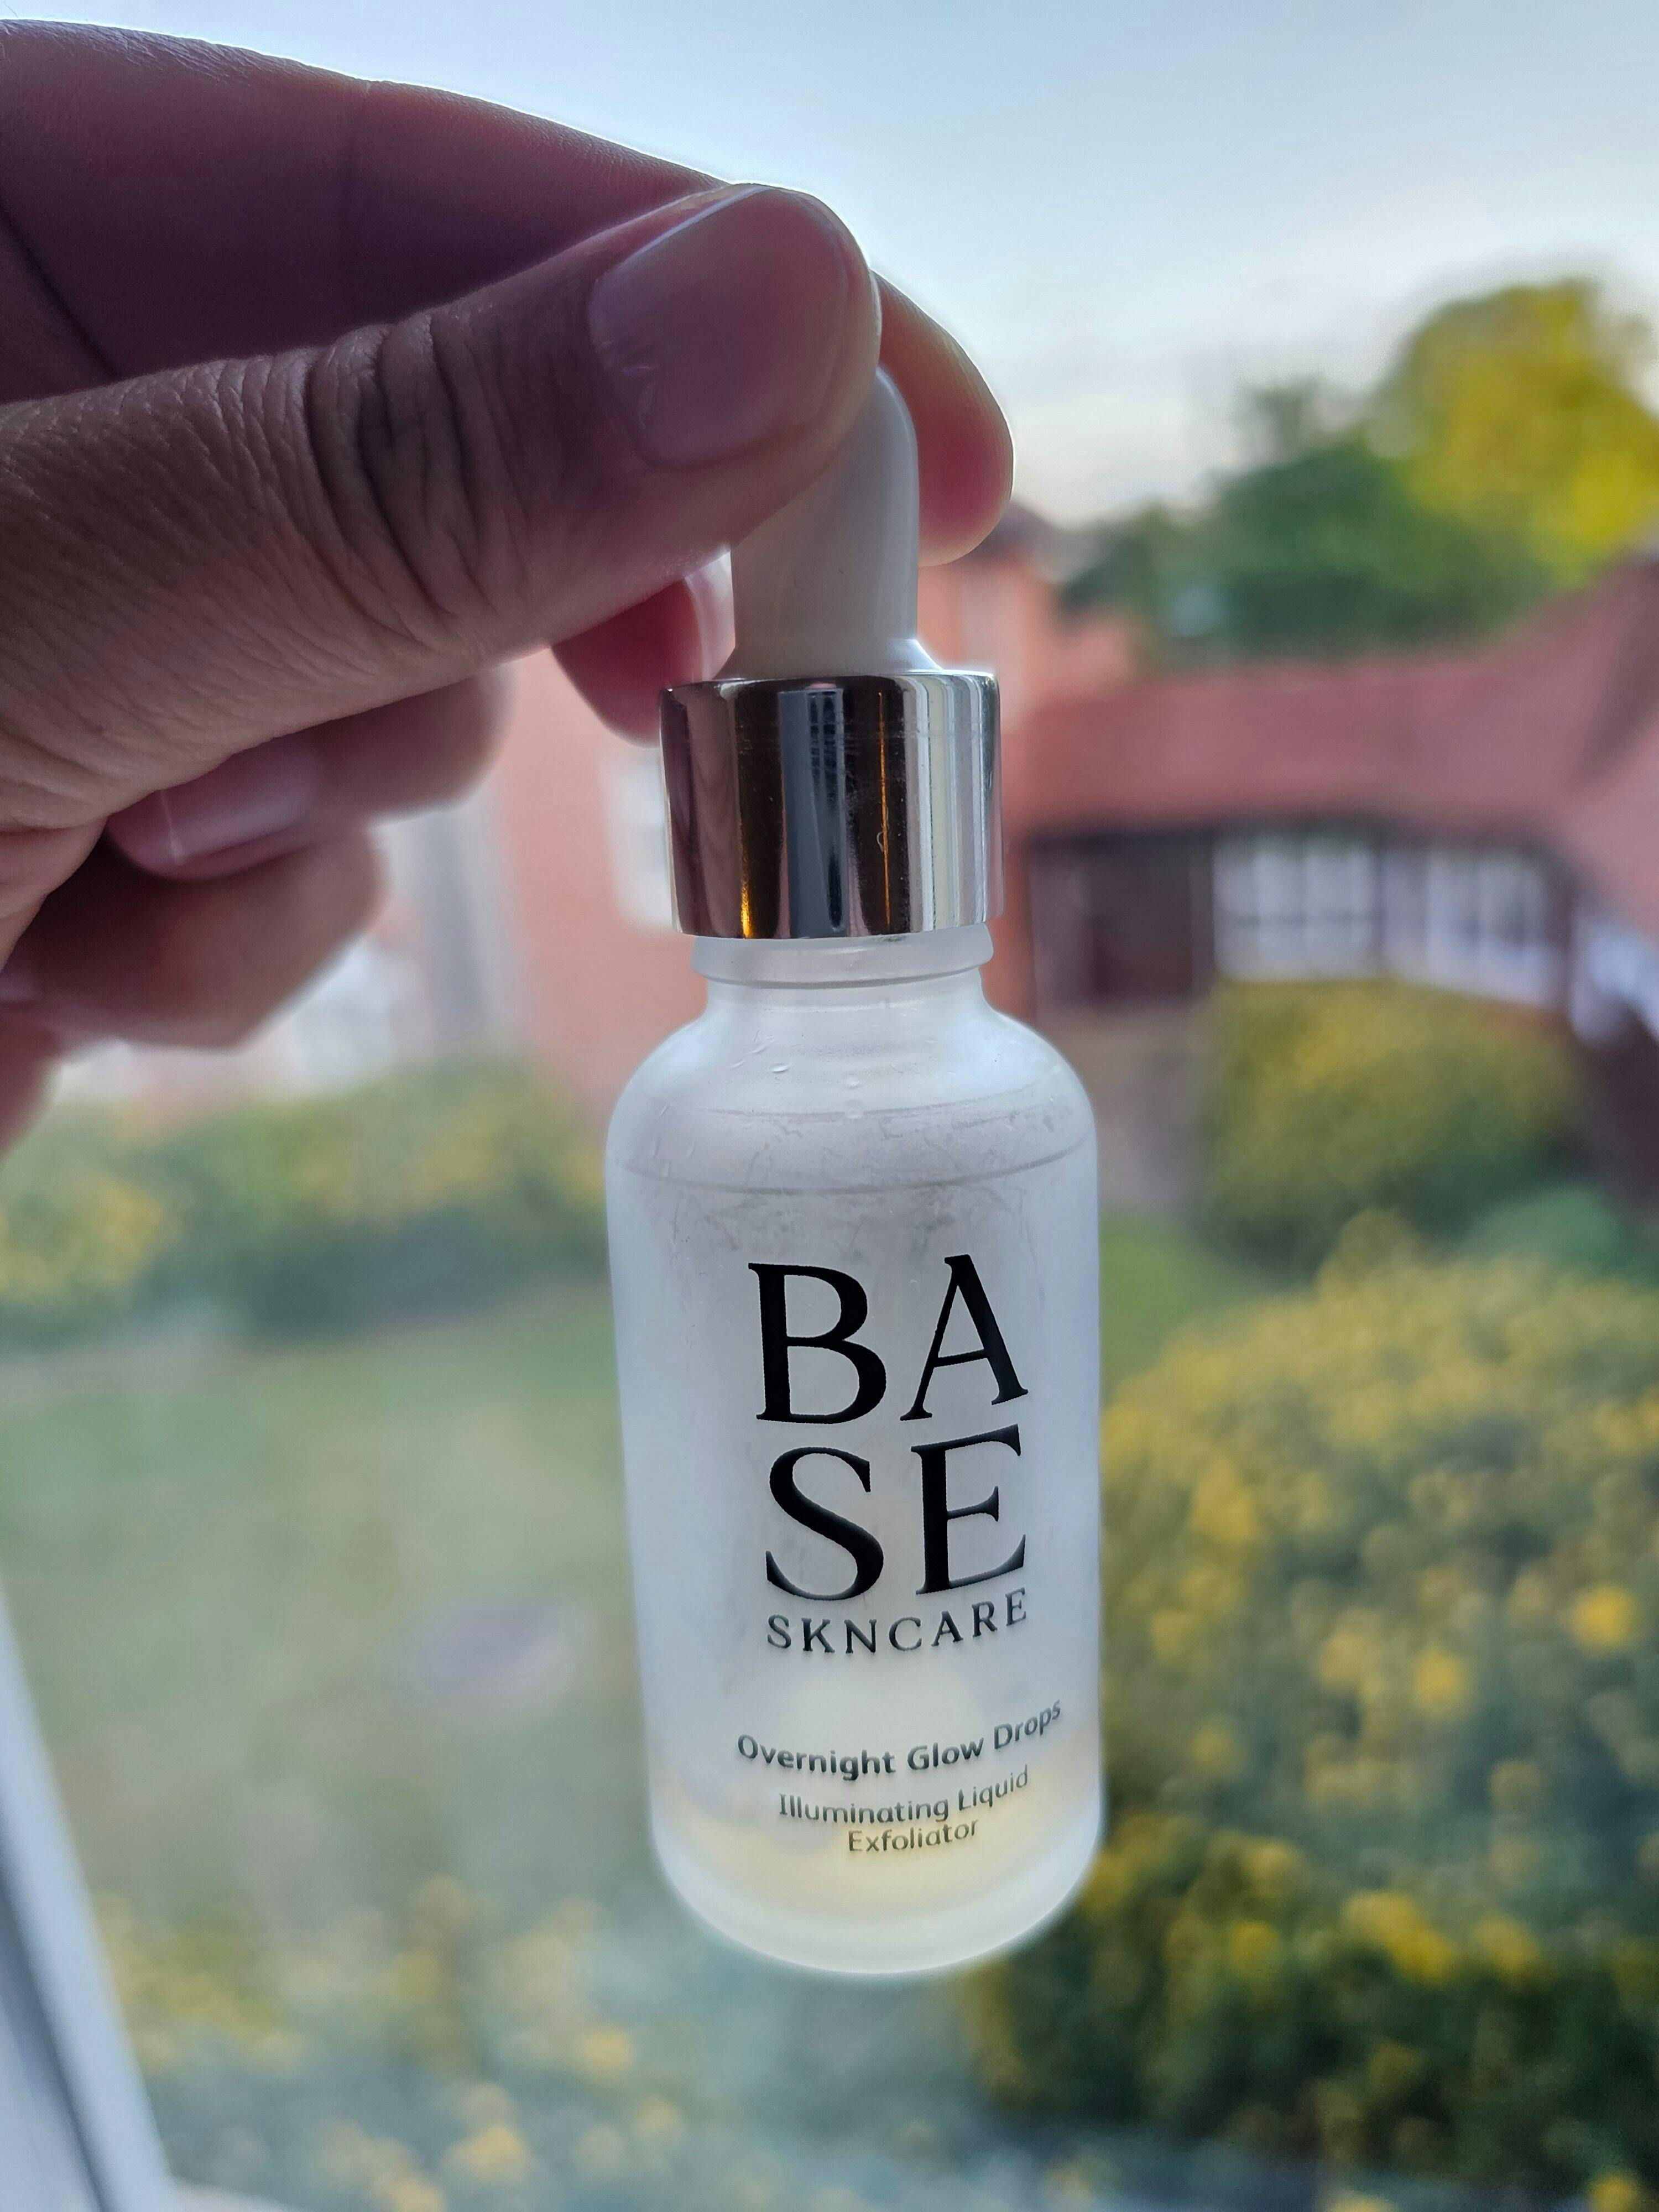 BA
SE
SKNCARE
Overnight Glow Drops
Illuminating Liquid
Exfoliator